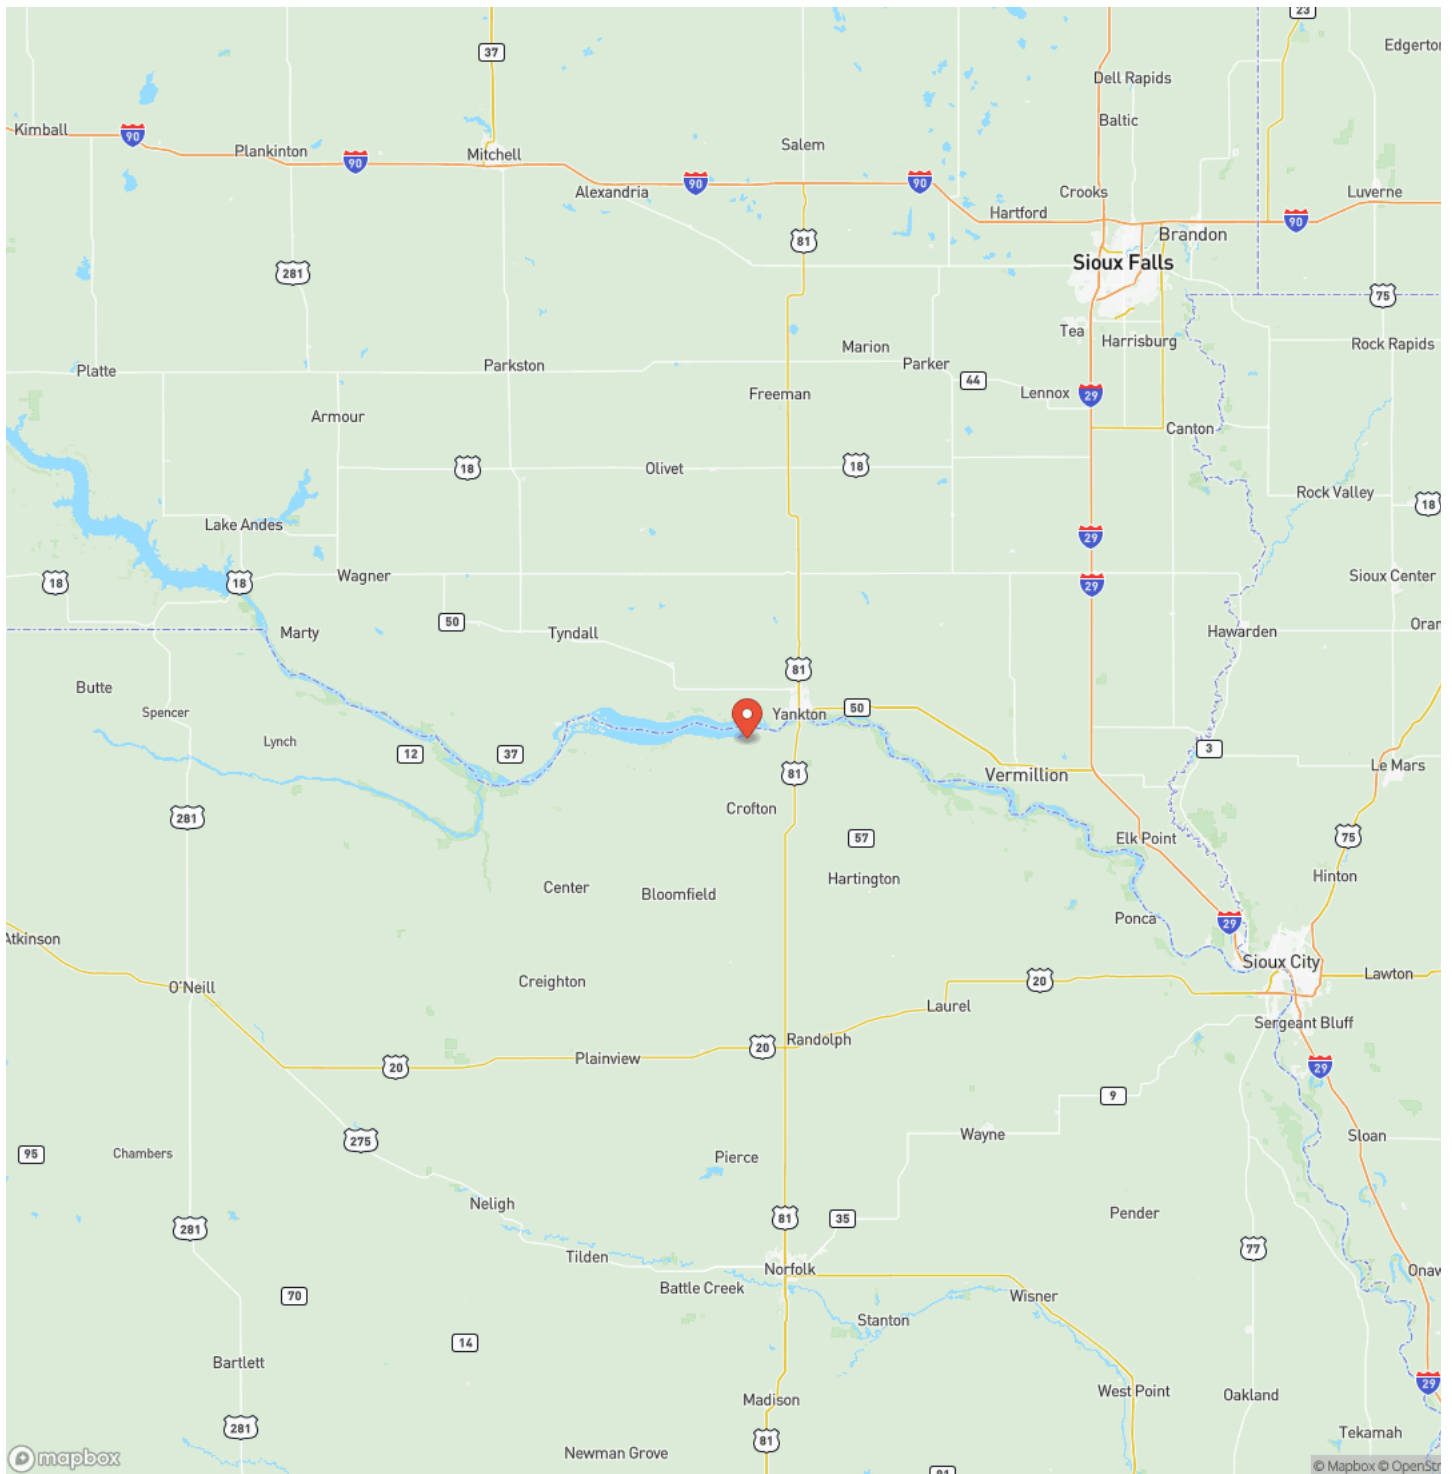 23
Edgerton
37
Dell Rapids
Baltic
Kimball
90
Plankinton
90
Mitchell
Salem
Alexandria
90
90
Crooks
Luverne
Hartford
90
Brandon
81
Sioux Falls
281
75
Tea
Harrisburg
Rock Rapids
Marion
Parker
Platte
Parkston
44
Freeman
Lennox
29
Armour
Canton
18
Olivet
18
Rock Valley
18
Lake Andes
29
18
18
Wagner
29
Sioux Center
50
Marty
Tyndall
Hawarden
Oran
81
Butte
Spencer
Yankton
50
Lynch
12
37
3
81
Vermillion
Le Mars
Crofton
281
57
Elk Point
75
Center
Bloomfield
Hartington
Hinton
Ponca
29
Atkinson
Sioux City
O'Neill
Creighton
20
Lawton
Laurel
Sergeant Bluff
20
Randolph
20
Plainview
29
9
275
Wayne
Sloan
95
Chambers
Pierce
Neligh
81
35
Pender
281
77
Tilden
Norfolk
Onaw
Battle Creek
70
Wisner
Stanton
14
Bartlett
29
West Point
Oakland
Madison
281
Tekamah
81
Newman Grove
mapbox
© Mapbox © OpenStr
81